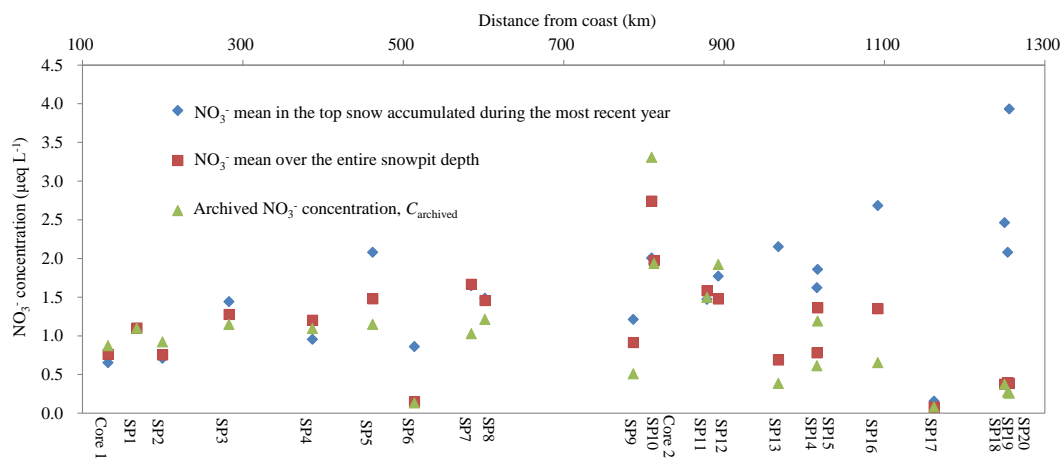 Distance from coast (km)
100 300 500 700 900 1100 1300
4.5
4.0
3.5
3.0
2.5
2.0
1.5
1.0
0.5
0.0
NO₃⁻ concentration (μeq L⁻¹)
NO₃⁻ mean in the top snow accumulated during the most recent year
NO₃⁻ mean over the entire snowpit depth
Archived NO₃⁻ concentration, C_archived
Core 1
SP1
SP2
SP3
SP4
SP5
SP6
SP7
SP8
SP9
SP10
Core 2
SP11
SP12
SP13
SP14
SP15
SP16
SP17
SP18
SP19
SP20